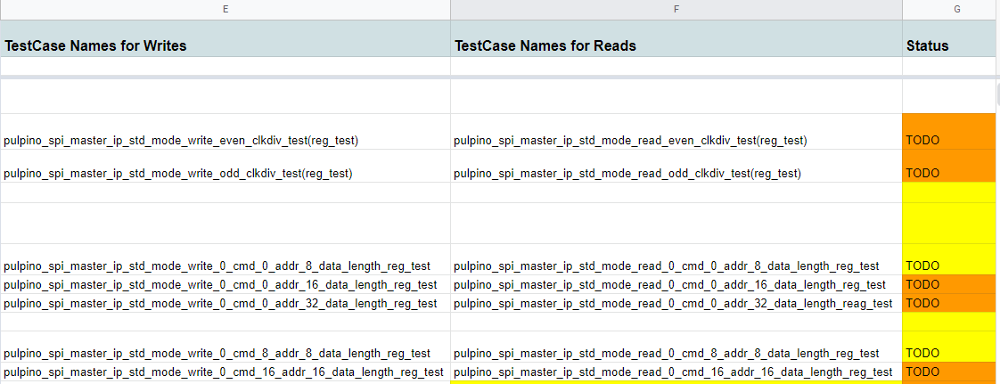 E F G
TestCase Names for Writes TestCase Names for Reads Status
pulpino_spi_master_ip_std_mode_write_even_clkdiv_test(reg_test) pulpino_spi_master_ip_std_mode_read_even_clkdiv_test(reg_test) TODO
pulpino_spi_master_ip_std_mode_write_odd_clkdiv_test(reg_test) pulpino_spi_master_ip_std_mode_read_odd_clkdiv_test(reg_test) TODO
pulpino_spi_master_ip_std_mode_write_0_cmd_0_addr_8_data_length_reg_test pulpino_spi_master_ip_std_mode_read_0_cmd_0_addr_8_data_length_reg_test TODO
pulpino_spi_master_ip_std_mode_write_0_cmd_0_addr_16_data_length_reg_test pulpino_spi_master_ip_std_mode_read_0_cmd_0_addr_16_data_length_reg_test TODO
pulpino_spi_master_ip_std_mode_write_0_cmd_0_addr_32_data_length_reg_test pulpino_spi_master_ip_std_mode_read_0_cmd_0_addr_32_data_length_reag_test TODO
pulpino_spi_master_ip_std_mode_write_0_cmd_8_addr_8_data_length_reg_test pulpino_spi_master_ip_std_mode_read_0_cmd_8_addr_8_data_length_reg_test TODO
pulpino_spi_master_ip_std_mode_write_0_cmd_16_addr_16_data_length_reg_test pulpino_spi_master_ip_std_mode_read_0_cmd_16_addr_16_data_length_reg_test TODO